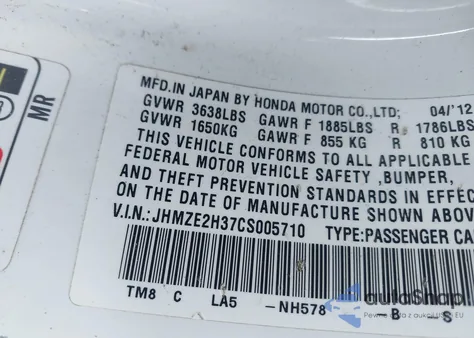 MFD.IN JAPAN BY HONDA MOTOR CO.,LTD; 04/'12
GVWR 3638LBS GAWR F 1885LBS R 1786LBS
GVWR 1650KG GAWR F 855 KG R 810 KG
THIS VEHICLE CONFORMS TO ALL APPLICABLE
FEDERAL MOTOR VEHICLE SAFETY ,BUMPER,
AND THEFT PREVENTION STANDARDS IN EFFEC
ON THE DATE OF MANUFACTURE SHOWN ABOV
V.I.N.:JHMZE2H37CS005710 TYPE:PASSENGER CA
TM8 C LA5 -NH578 -B -S
MR